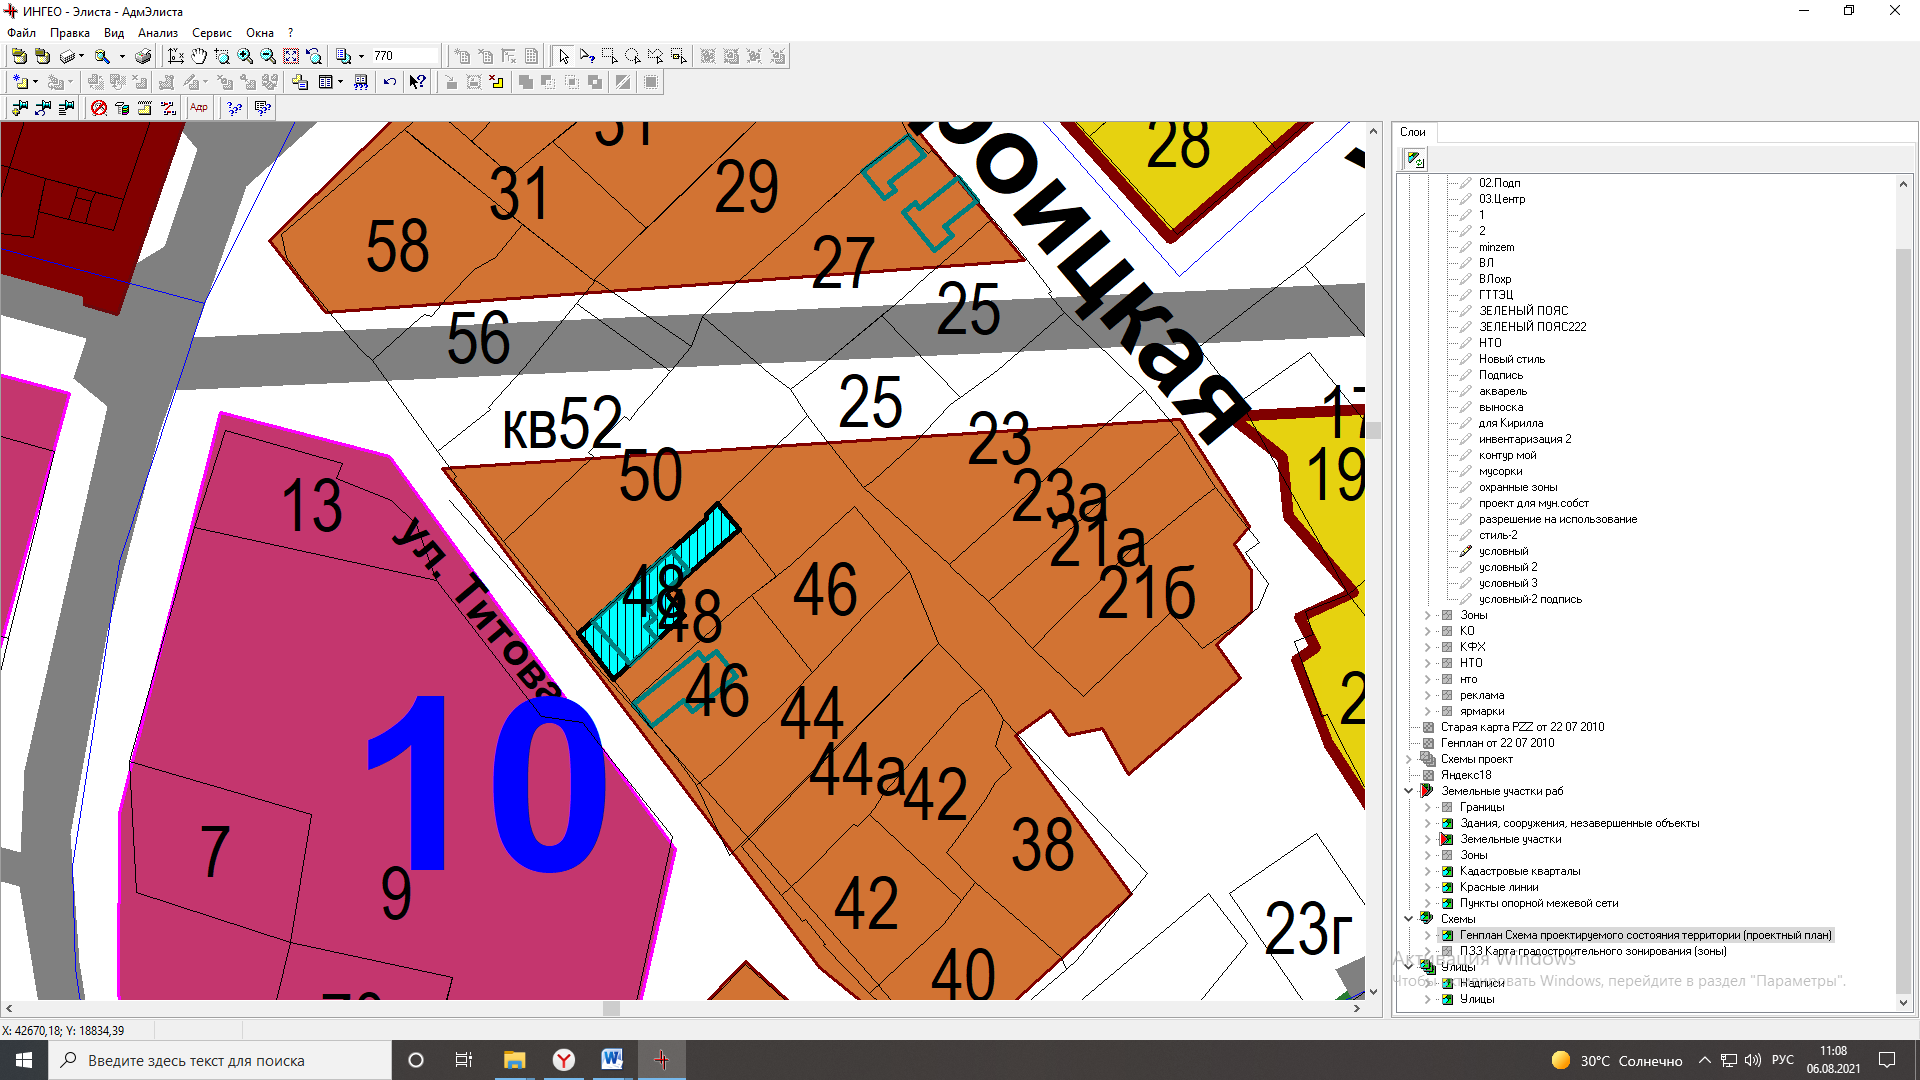 ИНГЕО - Элиста - АдмЭлиста
Файл Правка Вид Анализ Сервис Окна ?
770
Адр
31
28
31
29
58
27
25
56
25
кв52
23
17
50
19
23а
13
21а
46
21б
48
48
46
44
44а
42
10
7
38
9
42
23г
40
ул. Титова
роицкая
Слои
02.Подп
03.Центр
1
2
minzem
ВЛ
ВЛохр
ГТТЭЦ
ЗЕЛЕНЫЙ ПОЯС
ЗЕЛЕНЫЙ ПОЯС222
НТО
Новый стиль
Подпись
акварель
выноска
для Кирилла
инвентаризация 2
контур мой
мусорки
охранные зоны
проект для мун.собст
разрешение на использование
стиль-2
условный
условный 2
условный 3
условный-2 подпись
Зоны
КО
КФХ
НТО
нто
реклама
ярмарки
Старая карта PZZ от 22 07 2010
Генплан от 22 07 2010
Схемы проект
Яндекс18
Земельные участки раб
Границы
Здания, сооружения, незавершенные объекты
Земельные участки
Зоны
Кадастровые кварталы
Красные линии
Пункты опорной межевой сети
Схемы
Генплан Схема проектируемого состояния территории (проектный план)
ПЗЗ Карта градостроительного зонирования (зоны)
Улицы
Надписи
Улицы
Активация Windows
Чтобы активировать Windows, перейдите в раздел "Параметры".
X: 42670,18; Y: 18834,39
Введите здесь текст для поиска
30°C Солнечно
РУС
11:08
06.08.2021